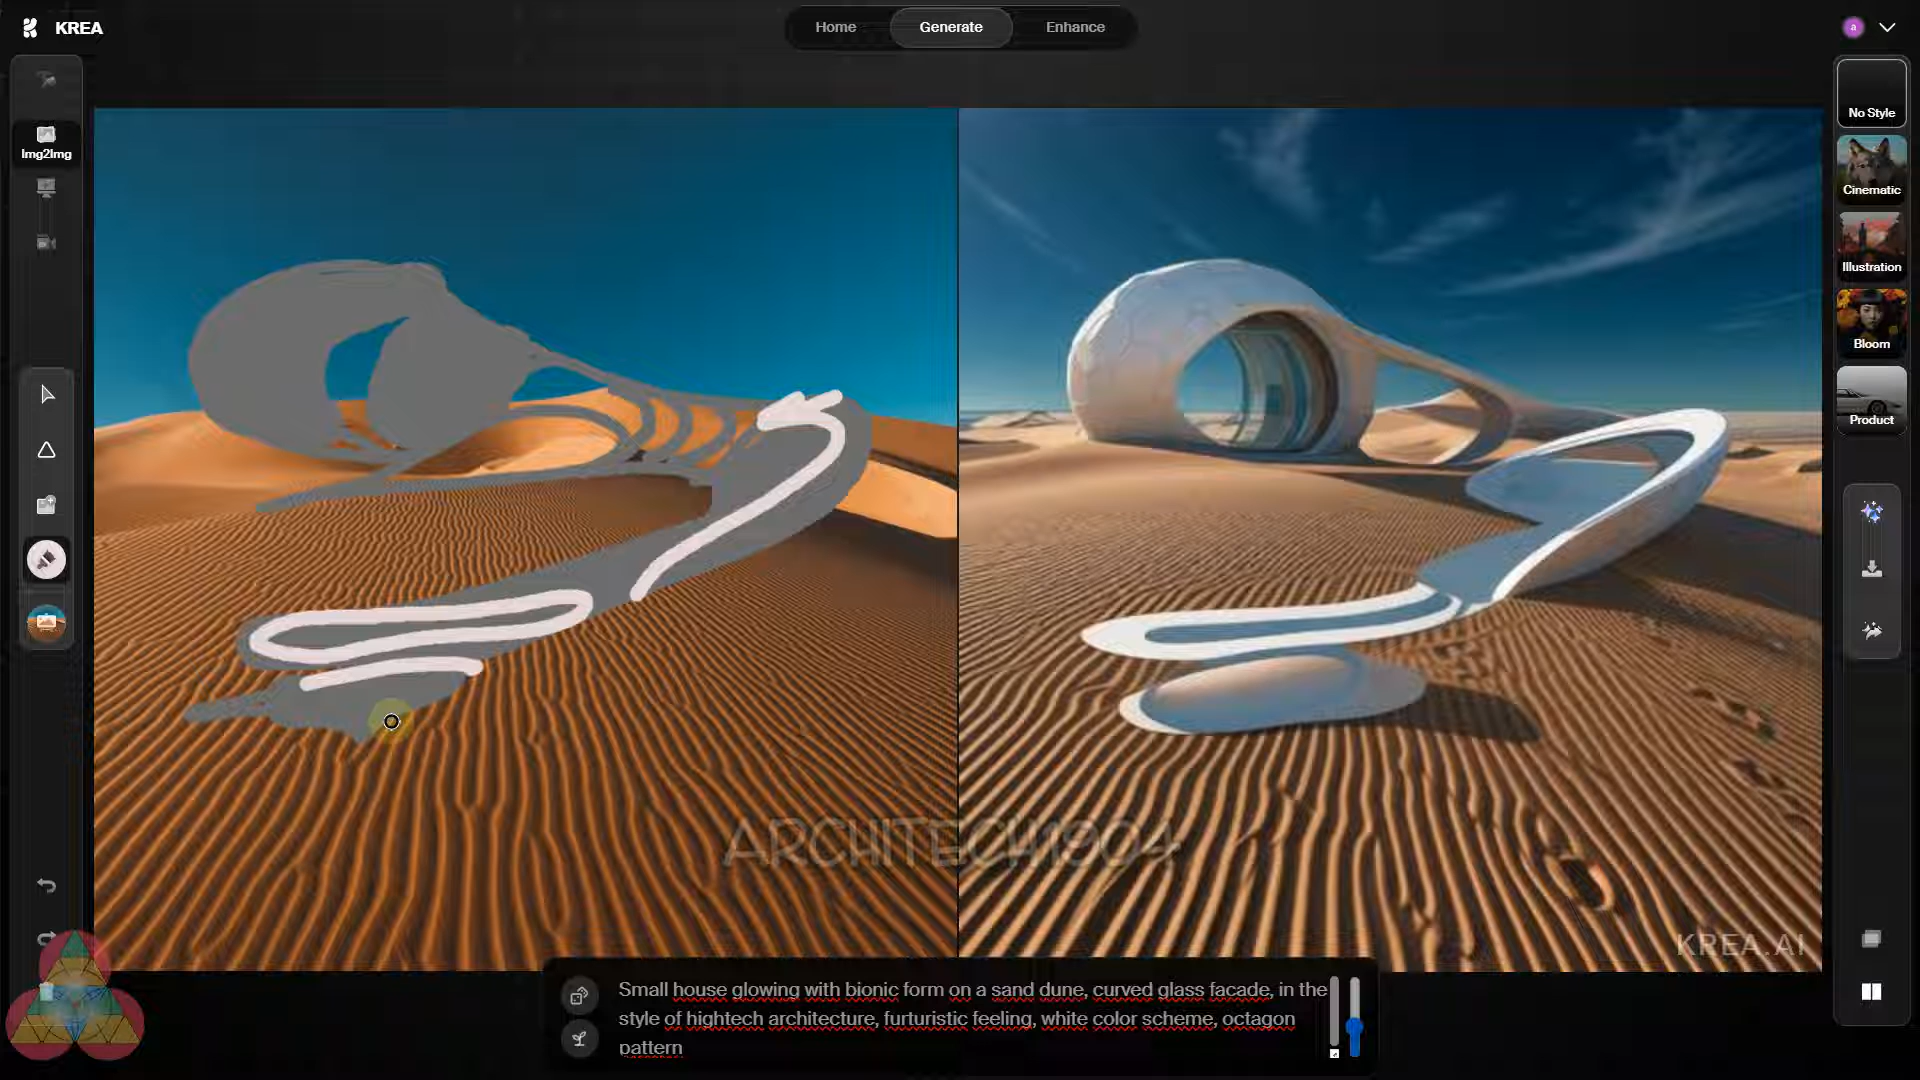 KREA
Home
Generate
Enhance
a
Img2Img
No Style
Cinematic
Illustration
Bloom
Product
ARCHITECH1904
KREA.AI
Small house glowing with bionic form on a sand dune, curved glass facade, in the
style of hightech architecture, furturistic feeling, white color scheme, octagon
pattern